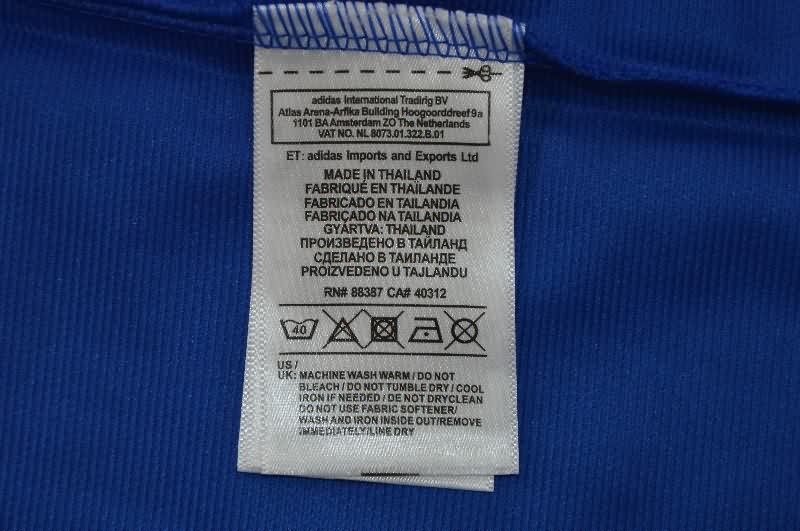 adidas International Tradirig BV
Atlas Arena-Arfika Building Hoogoorddreef 9a
1101 BA Amsterdam ZO The Netherlands
VAT NO. NL 8073.01.322.B.01
ET: adidas Imports and Exports Ltd
MADE IN THAILAND
FABRIQUÉ EN THAÏLANDE
FABRICADO EN TAILANDIA
FABRICADO NA TAILANDIA
GYÁRTVA: THAILAND
ПРОИЗВЕДЕНО В ТАЙЛАНД
СДЕЛАНО В ТАИЛАНДЕ
PROIZVEDENO U TAJLANDU
RN# 88387 CA# 40312
40
US /
UK: MACHINE WASH WARM / DO NOT
BLEACH / DO NOT TUMBLE DRY / COOL
IRON IF NEEDED / DE NOT DRYCLEAN
DO NOT USE FABRIC SOFTENER/
WASH AND IRON INSIDE OUT/REMOVE
IMMEDIATELY/LINE DRY